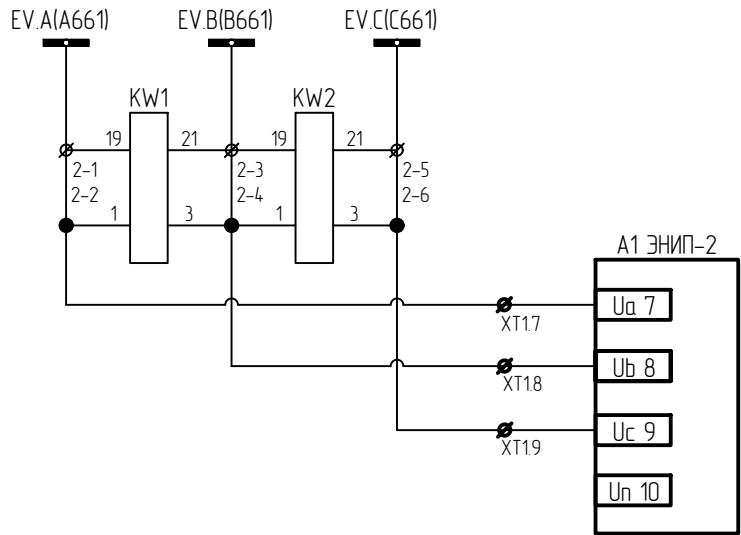 EV.A(A661)
EV.B(B661)
EV.C(C661)
KW1
KW2
19
21
19
21
2-1
2-3
2-5
2-2
2-4
2-6
1
3
1
3
А1 ЭНИП-2
Ua 7
XT1.7
Ub 8
XT1.8
Uc 9
XT1.9
Un 10